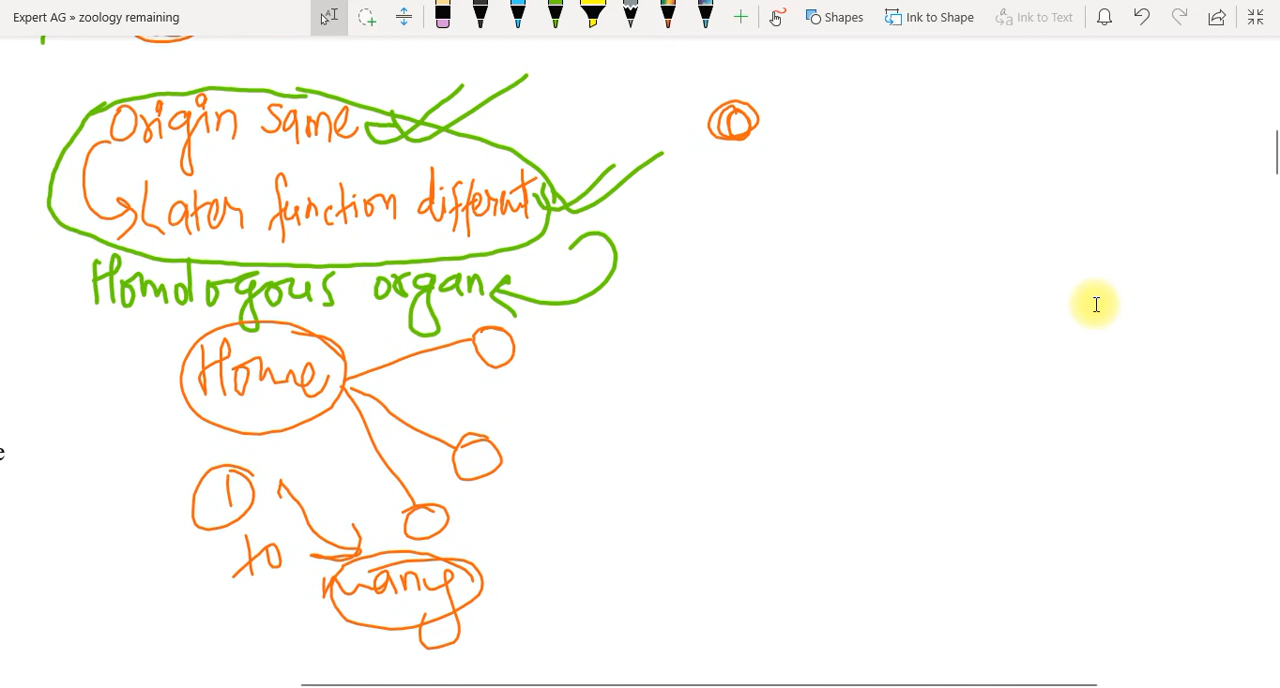 Expert AG » zoology remaining
Shapes
Ink to Shape
Ink to Text
Origin same
Later function different
Homologous organ
Home
1
to
many
e